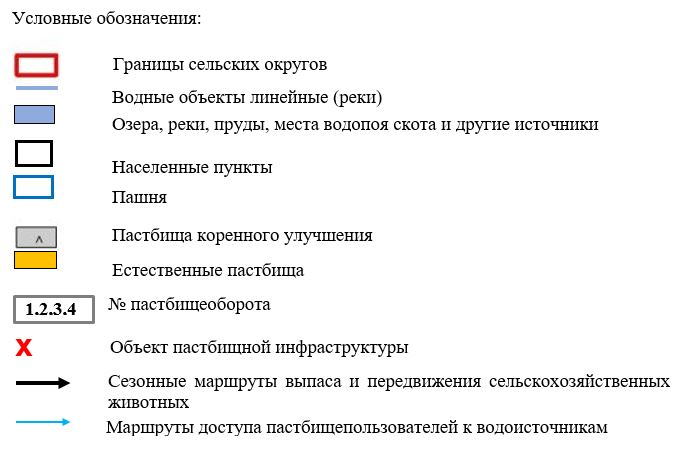 Условные обозначения:
Границы сельских округов
Водные объекты линейные (реки)
Озера, реки, пруды, места водопоя скота и другие источники
Населенные пункты
Пашня
^ Пастбища коренного улучшения
Естественные пастбища
1.2.3.4 № пастбищеоборота
X Объект пастбищной инфраструктуры
Сезонные маршруты выпаса и передвижения сельскохозяйственных
животных
Маршруты доступа пастбищепользователей к водоисточникам